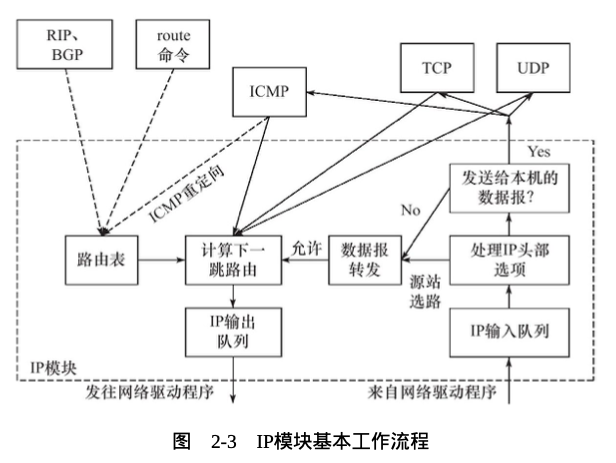 RIP、
BGP
route
命令
ICMP
TCP
UDP
Yes
ICMP重定向
发送给本机的
数据报?
No
路由表
计算下一
跳路由
允许
数据报
转发
源站
选路
处理IP头部
选项
IP输出
队列
IP输入队列
IP模块
发往网络驱动程序
来自网络驱动程序
图 2-3 IP模块基本工作流程